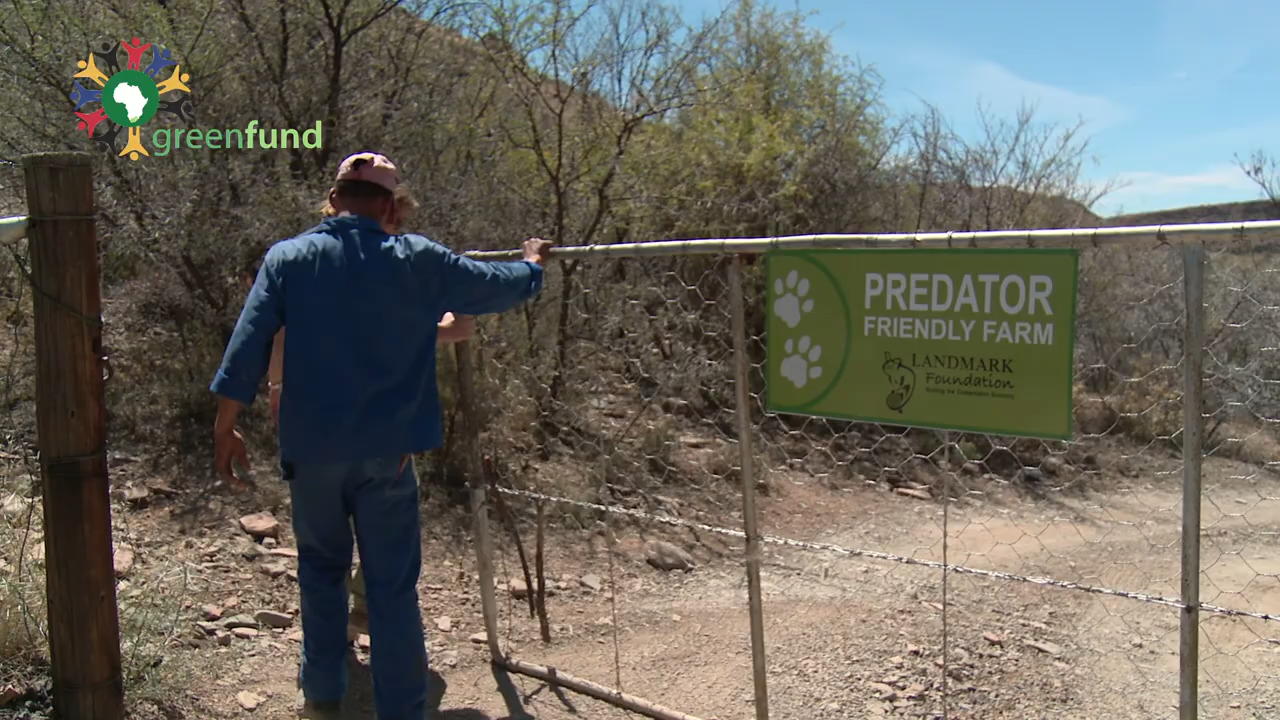 greenfund
PREDATOR
FRIENDLY FARM
LANDMARK
Foundation